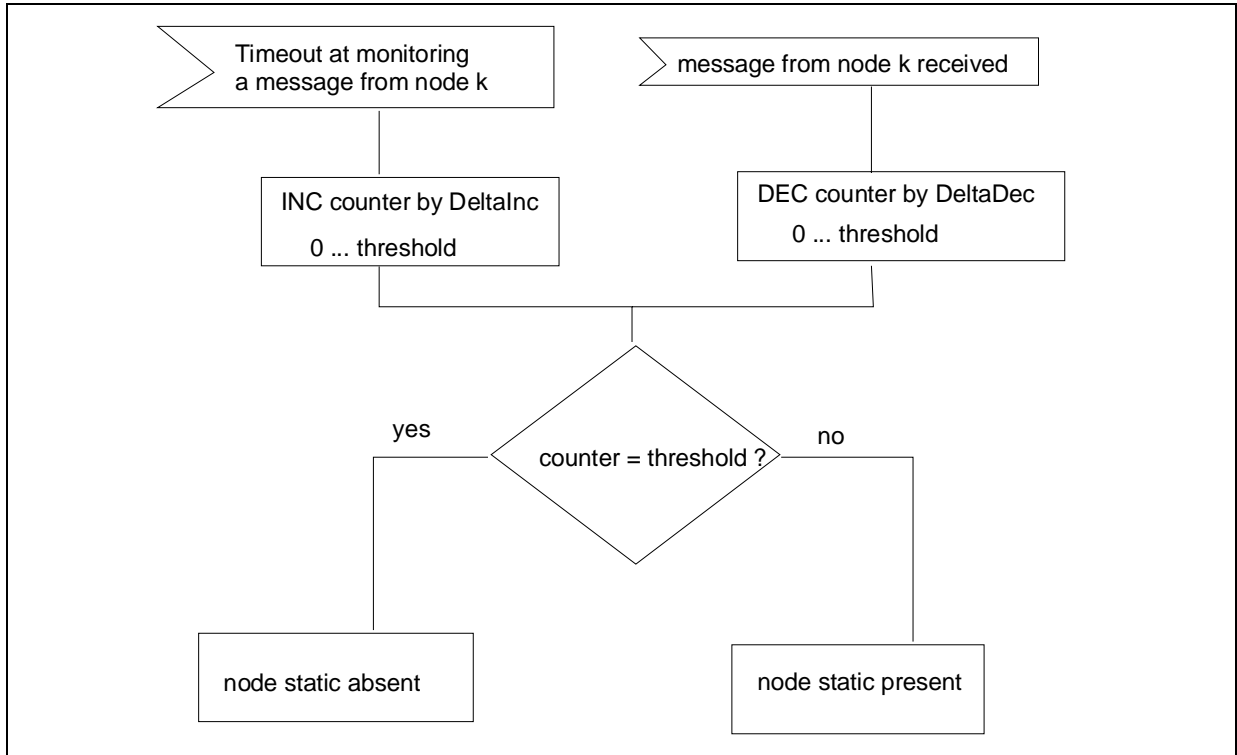 Timeout at monitoring
a message from node k
message from node k received
INC counter by DeltaInc
0 ... threshold
DEC counter by DeltaDec
0 ... threshold
counter = threshold ?
yes
no
node static absent
node static present